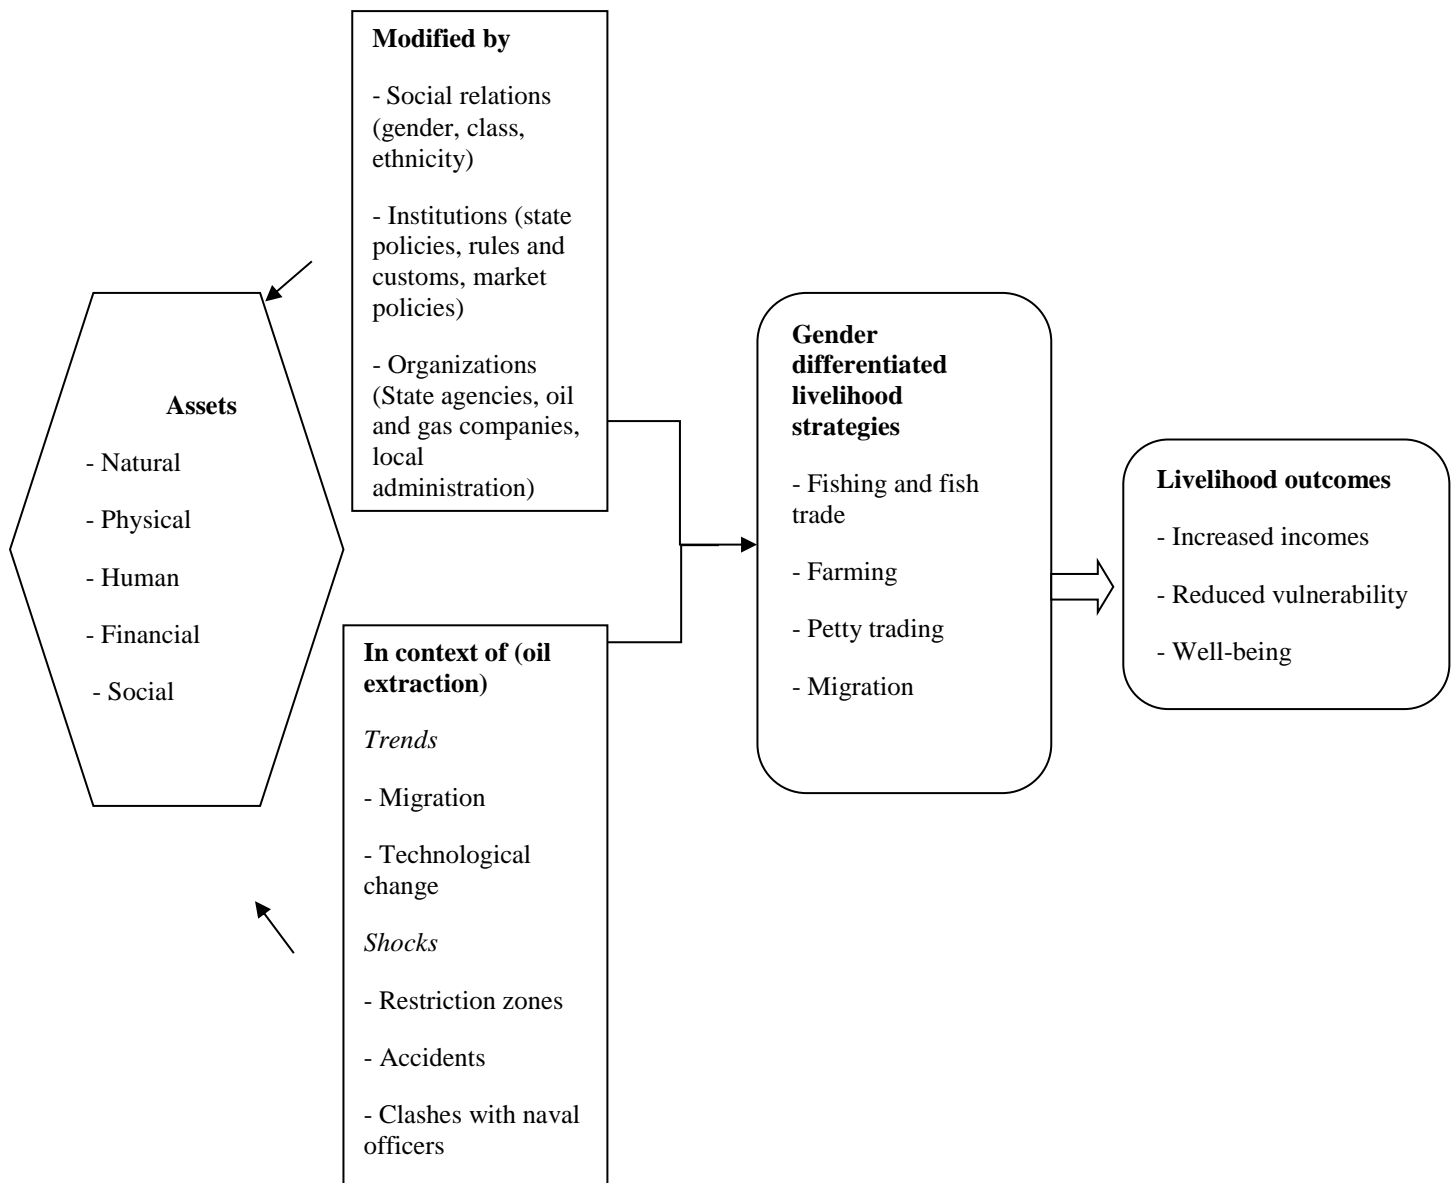 Assets
- Natural
- Physical
- Human
- Financial
- Social
Modified by
- Social relations
(gender, class,
ethnicity)
- Institutions (state
policies, rules and
customs, market
policies)
- Organizations
(State agencies, oil
and gas companies,
local
administration)
In context of (oil
extraction)
Trends
- Migration
- Technological
change
Shocks
- Restriction zones
- Accidents
- Clashes with naval
officers
Gender
differentiated
livelihood
strategies
- Fishing and fish
trade
- Farming
- Petty trading
- Migration
Livelihood outcomes
- Increased incomes
- Reduced vulnerability
- Well-being